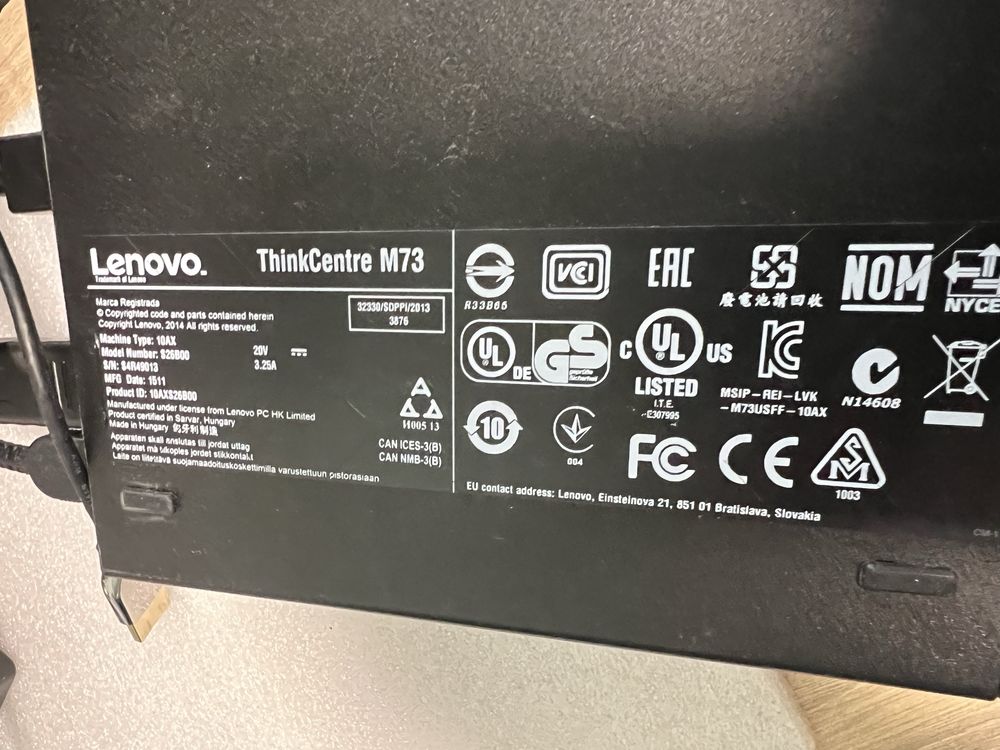 Lenovo.
Trademark of Lenovo
ThinkCentre M73
Marca Registrada
© Copyrighted code and parts contained herein
Copyright Lenovo, 2014 All rights reserved.
32330/SDPPI/2013
3876
Machine Type: 10AX
Model Number: S26B00
20V
S/N: S4R49013
3.25A
MFG Date: 1511
Product ID: 10AXS26B00
Manufactured under license from Lenovo PC HK Limited
Product certified in Sarvar, Hungary
Made in Hungary 匈牙利制造
Apparaten skall anslutas till jordat uttag
Apparatet må tilkoples jordet stikkontakt
Laite on liitettävä suojamaadoituskoskettimilla varustettuun pistorasiaan
H005 13
CAN ICES-3(B)
CAN NMB-3(B)
R33B65
VCCI
EAC
廢電池請回收
NOM
NYCE
UL
DE
GS
geprüfte
Sicherheit
C UL US
LISTED
I.T.E.
E307995
KC
MSIP-REI-LVK
-M73USFF-10AX
N14608
10
004
FC
CE
SM
1003
EU contact address: Lenovo, Einsteinova 21, 851 01 Bratislava, Slovakia